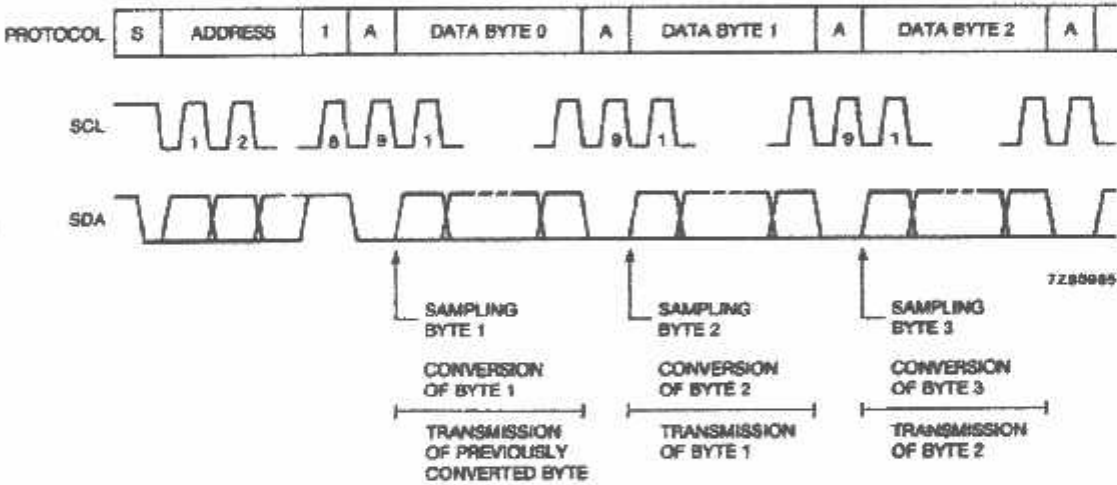 PROTOCOL S ADDRESS 1 A DATA BYTE 0 A DATA BYTE 1 A DATA BYTE 2 A
SCL 1 2 8 9 1 9 1 9 1
SDA
SAMPLING
BYTE 1
SAMPLING
BYTE 2
SAMPLING
BYTE 3
CONVERSION
OF BYTE 1
CONVERSION
OF BYTE 2
CONVERSION
OF BYTE 3
TRANSMISSION
OF PREVIOUSLY
CONVERTED BYTE
TRANSMISSION
OF BYTE 1
TRANSMISSION
OF BYTE 2